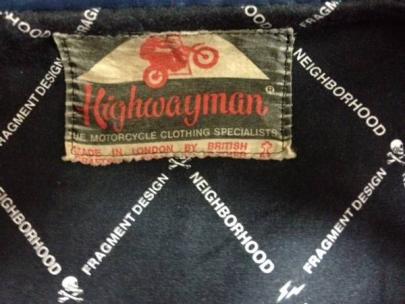 Highwayman®
THE MOTORCYCLE CLOTHING SPECIALISTS
MADE IN LONDON BY BRITISH
FRAGMENT DESIGN
NEIGHBORHOOD
FRAGMENT DESIGN
NEIGHBORHOOD
NEIGHBORHOOD
FRAGMENT DESIGN
NEIGHBORHOOD
FRAGMENT DESIGN